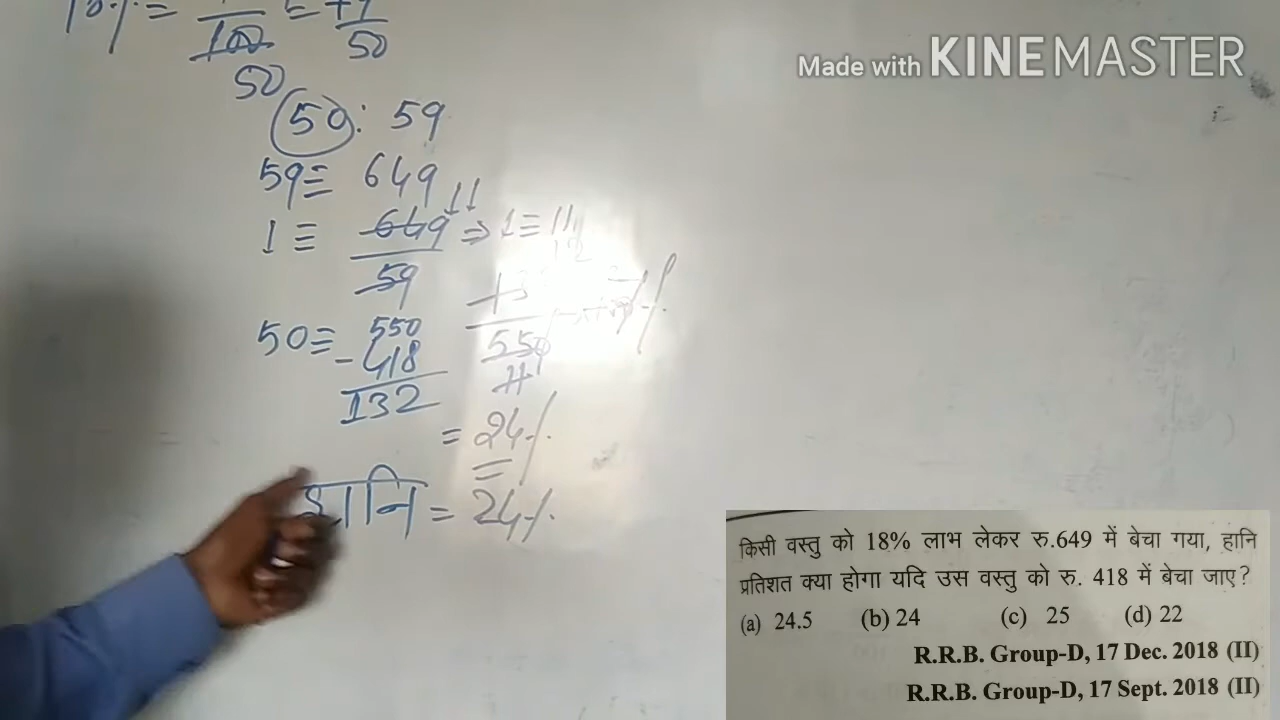 Made with KINEMASTER
18% = 100 = +9
50 50
50 : 59
59 ≡ 649
1 ≡ 649 11 ⇒ 1 ≡ 11
59
50 ≡ 550
- 418 550
132 11
= 24%
हानि = 24%
किसी वस्तु को 18% लाभ लेकर रु.649 में बेचा गया, हानि
प्रतिशत क्या होगा यदि उस वस्तु को रु. 418 में बेचा जाए?
(a) 24.5 (b) 24 (c) 25 (d) 22
R.R.B. Group-D, 17 Dec. 2018 (II)
R.R.B. Group-D, 17 Sept. 2018 (II)